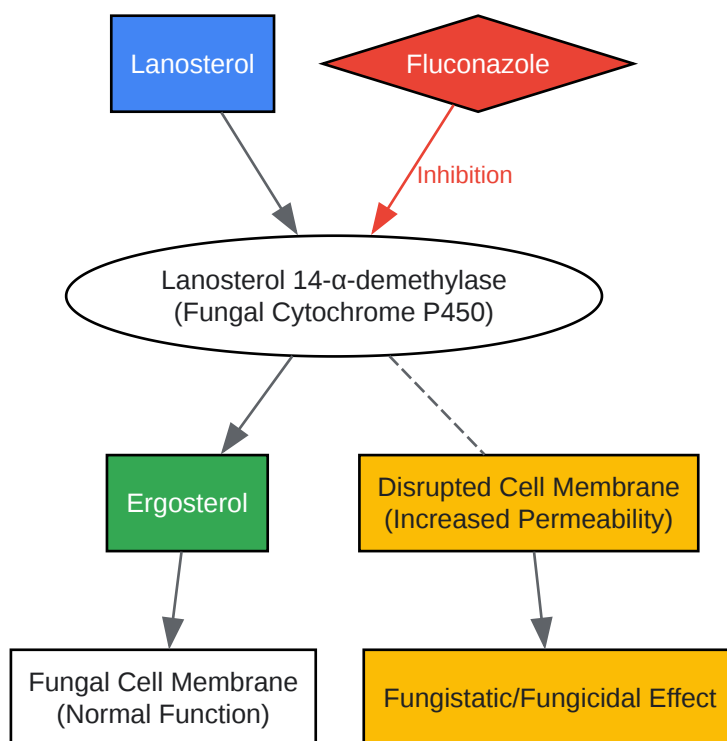 Lanosterol
Fluconazole
Inhibition
Lanosterol 14-α-demethylase
(Fungal Cytochrome P450)
Ergosterol
Disrupted Cell Membrane
(Increased Permeability)
Fungal Cell Membrane
(Normal Function)
Fungistatic/Fungicidal Effect